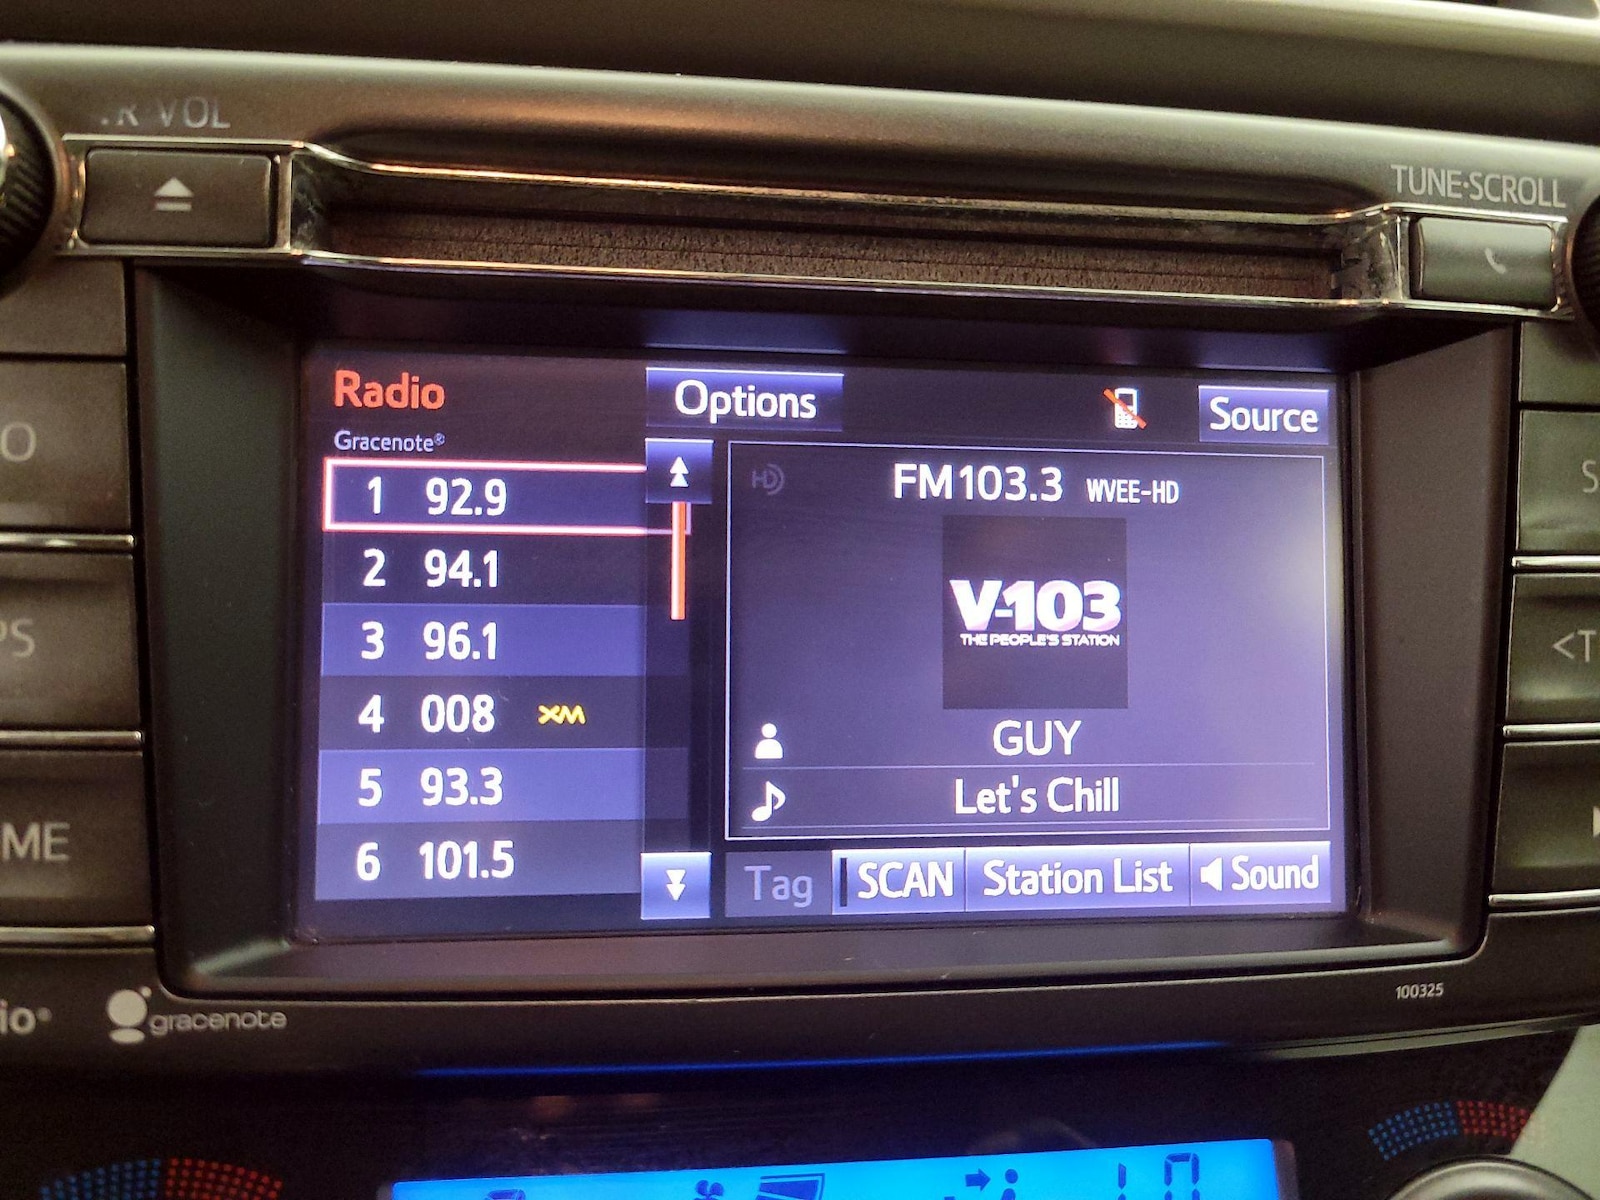 VOL
TUNE·SCROLL
Radio
Options
Source
Gracenote®
1 92.9
2 94.1
3 96.1
4 008 XM
5 93.3
6 101.5
HD
FM 103.3 WVEE-HD
V-103
THE PEOPLE'S STATION
GUY
Let's Chill
Tag
SCAN
Station List
Sound
100325
gracenote